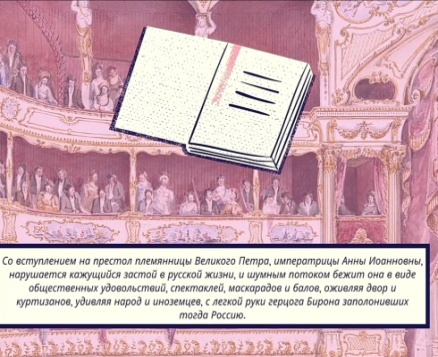 Со вступлением на престол племянницы Великого Петра, императрицы Анны Иоанновны,
нарушается кажущийся застой в русской жизни, и шумным потоком бежит она в виде
общественных удовольствий, спектаклей, маскарадов и балов, оживляя двор и
куртизанов, удивляя народ и иноземцев, с легкой руки герцога Бирона заполонивших
тогда Россию.